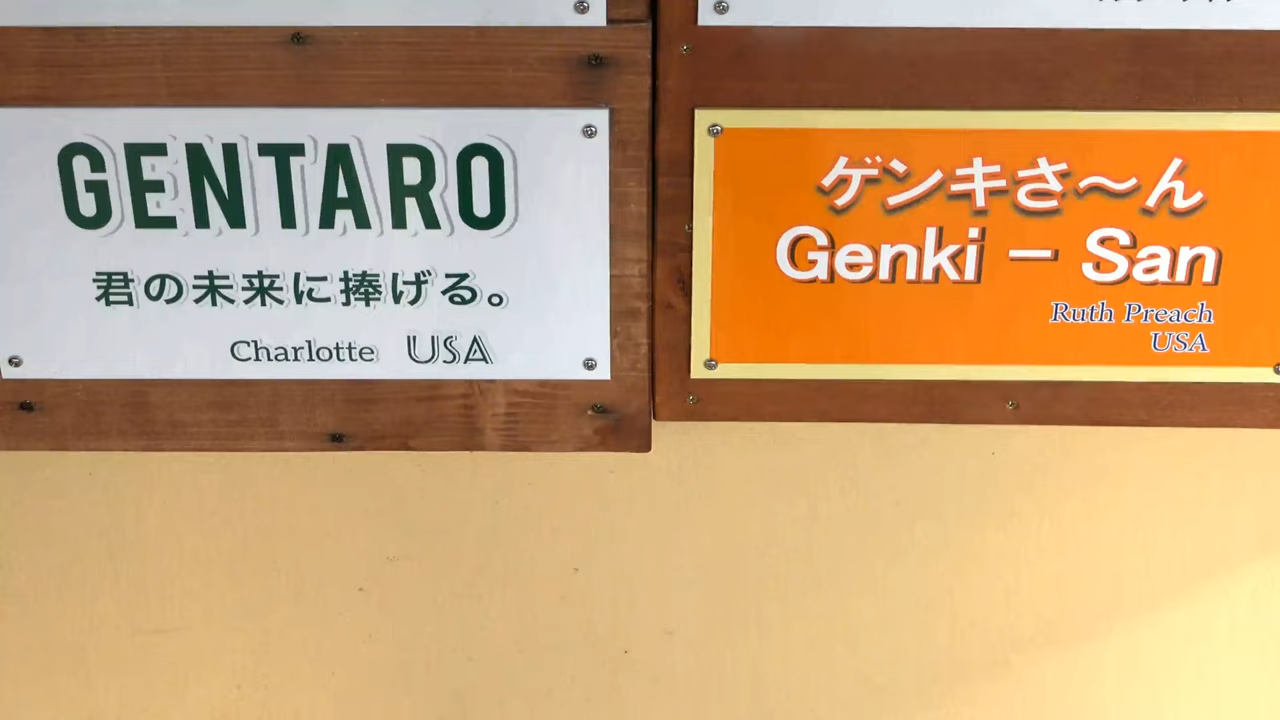 GENTARO
君の未来に捧げる。
Charlotte USA
ゲンキさ〜ん
Genki - San
Ruth Preach
USA